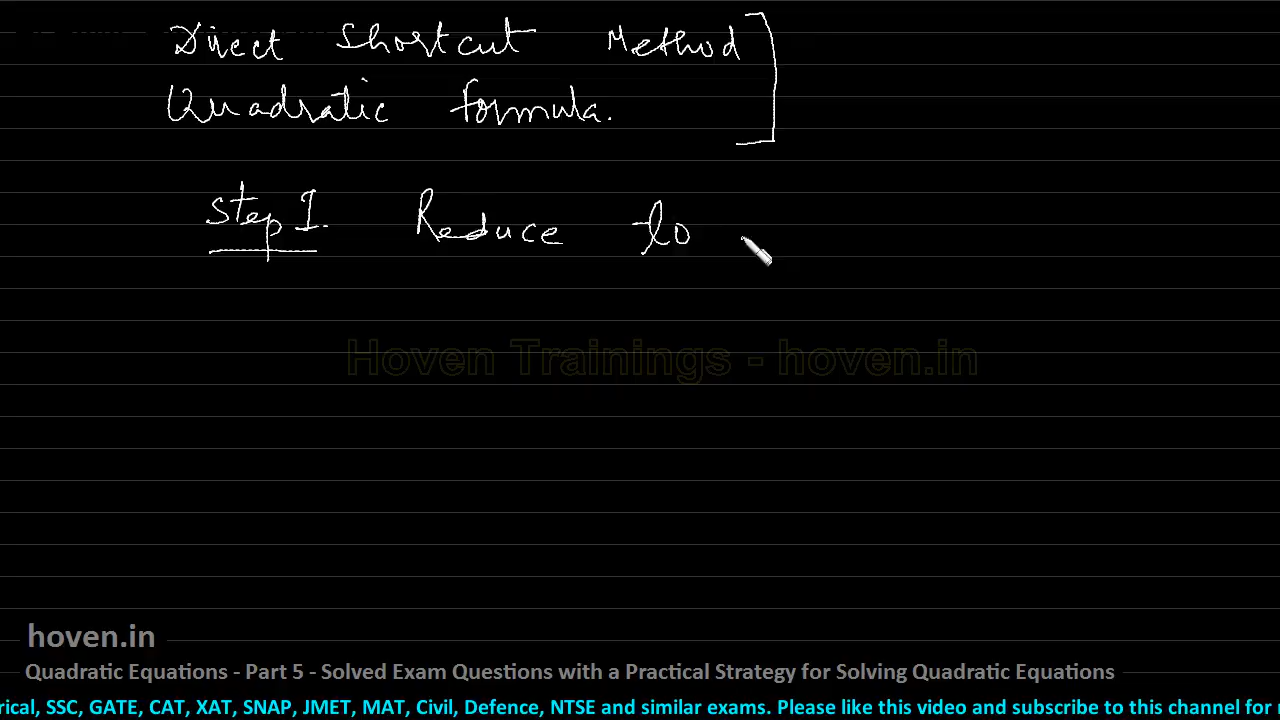 Direct Shortcut Method
Quadratic formula.
Step I. Reduce to
Hoven Trainings - hoven.in
hoven.in
Quadratic Equations - Part 5 - Solved Exam Questions with a Practical Strategy for Solving Quadratic Equations
rical, SSC, GATE, CAT, XAT, SNAP, JMET, MAT, Civil, Defence, NTSE and similar exams. Please like this video and subscribe to this channel for